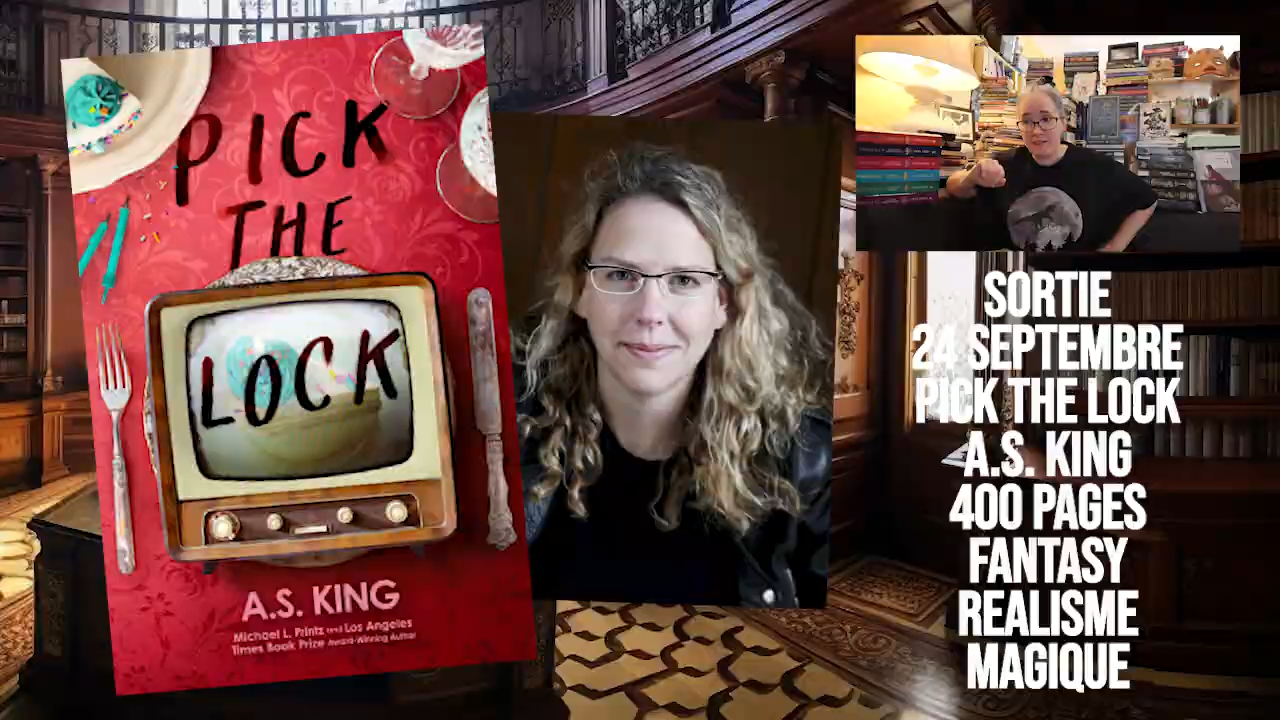 PICK
THE
LOCK
A.S. KING
Michael L. Printz and Los Angeles
Times Book Prize Award-Winning Author
SORTIE
24 SEPTEMBRE
PICK THE LOCK
A.S. KING
400 PAGES
FANTASY
REALISME
MAGIQUE